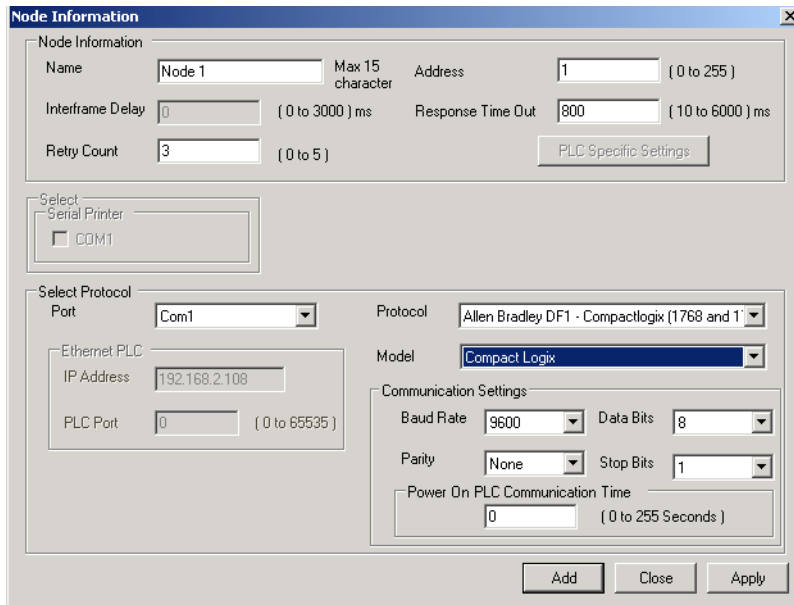 Node Information
Node Information
Name Node 1 Max 15 character Address 1 ( 0 to 255 )
Interframe Delay 0 ( 0 to 3000 ) ms Response Time Out 800 ( 10 to 6000 ) ms
Retry Count 3 ( 0 to 5 ) PLC Specific Settings
Select
Serial Printer
COM1
Select Protocol
Port Com1 Protocol Allen Bradley DF1 - Compactlogix (1768 and 1
Ethernet PLC
Model Compact Logix
IP Address 192.168.2.108
PLC Port 0 ( 0 to 65535 )
Communication Settings
Baud Rate 9600 Data Bits 8
Parity None Stop Bits 1
Power On PLC Communication Time
0 ( 0 to 255 Seconds )
Add Close Apply